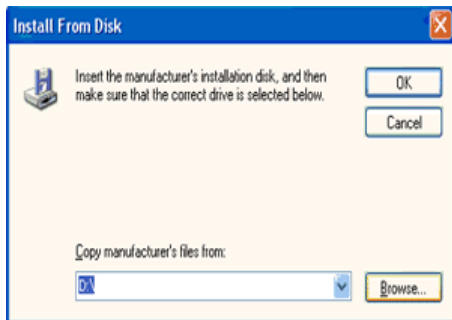 Install From Disk
Insert the manufacturer's installation disk, and then
make sure that the correct drive is selected below.
OK
Cancel
Copy manufacturer's files from:
D:\
Browse...